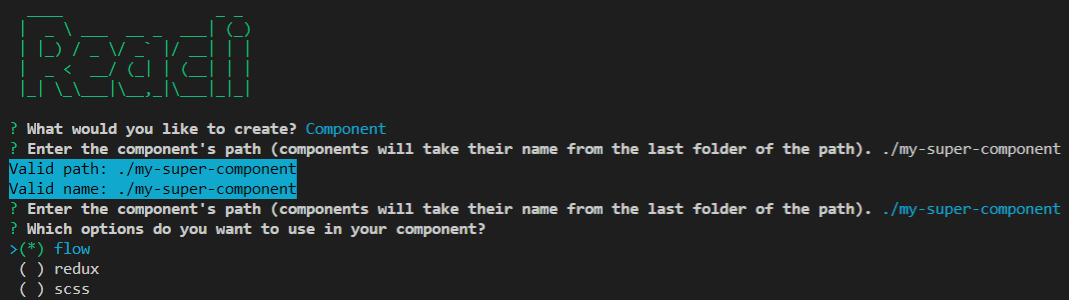 Reacli
? What would you like to create? Component
? Enter the component's path (components will take their name from the last folder of the path). ./my-super-component
Valid path: ./my-super-component
Valid name: ./my-super-component
? Enter the component's path (components will take their name from the last folder of the path). ./my-super-component
? Which options do you want to use in your component?
>(*) flow
( ) redux
( ) scss